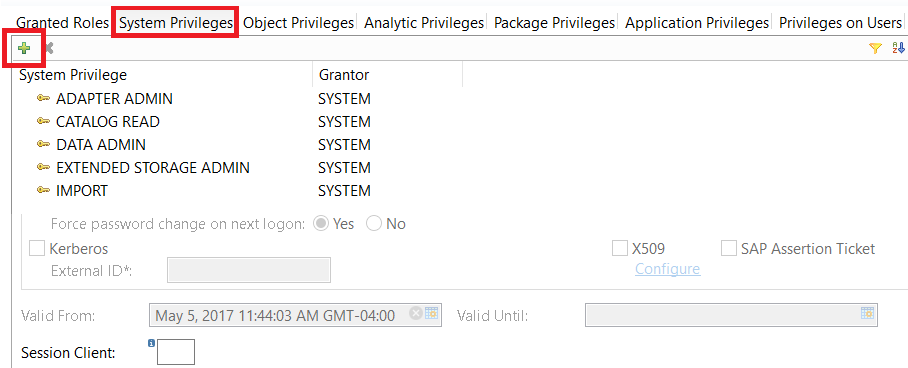 Granted Roles System Privileges Object Privileges Analytic Privileges Package Privileges Application Privileges Privileges on Users
System Privilege Grantor
ADAPTER ADMIN SYSTEM
CATALOG READ SYSTEM
DATA ADMIN SYSTEM
EXTENDED STORAGE ADMIN SYSTEM
IMPORT SYSTEM
Force password change on next logon: Yes No
Kerberos X509 SAP Assertion Ticket
External ID*: Configure
Valid From: May 5, 2017 11:44:03 AM GMT-04:00 Valid Until:
Session Client: